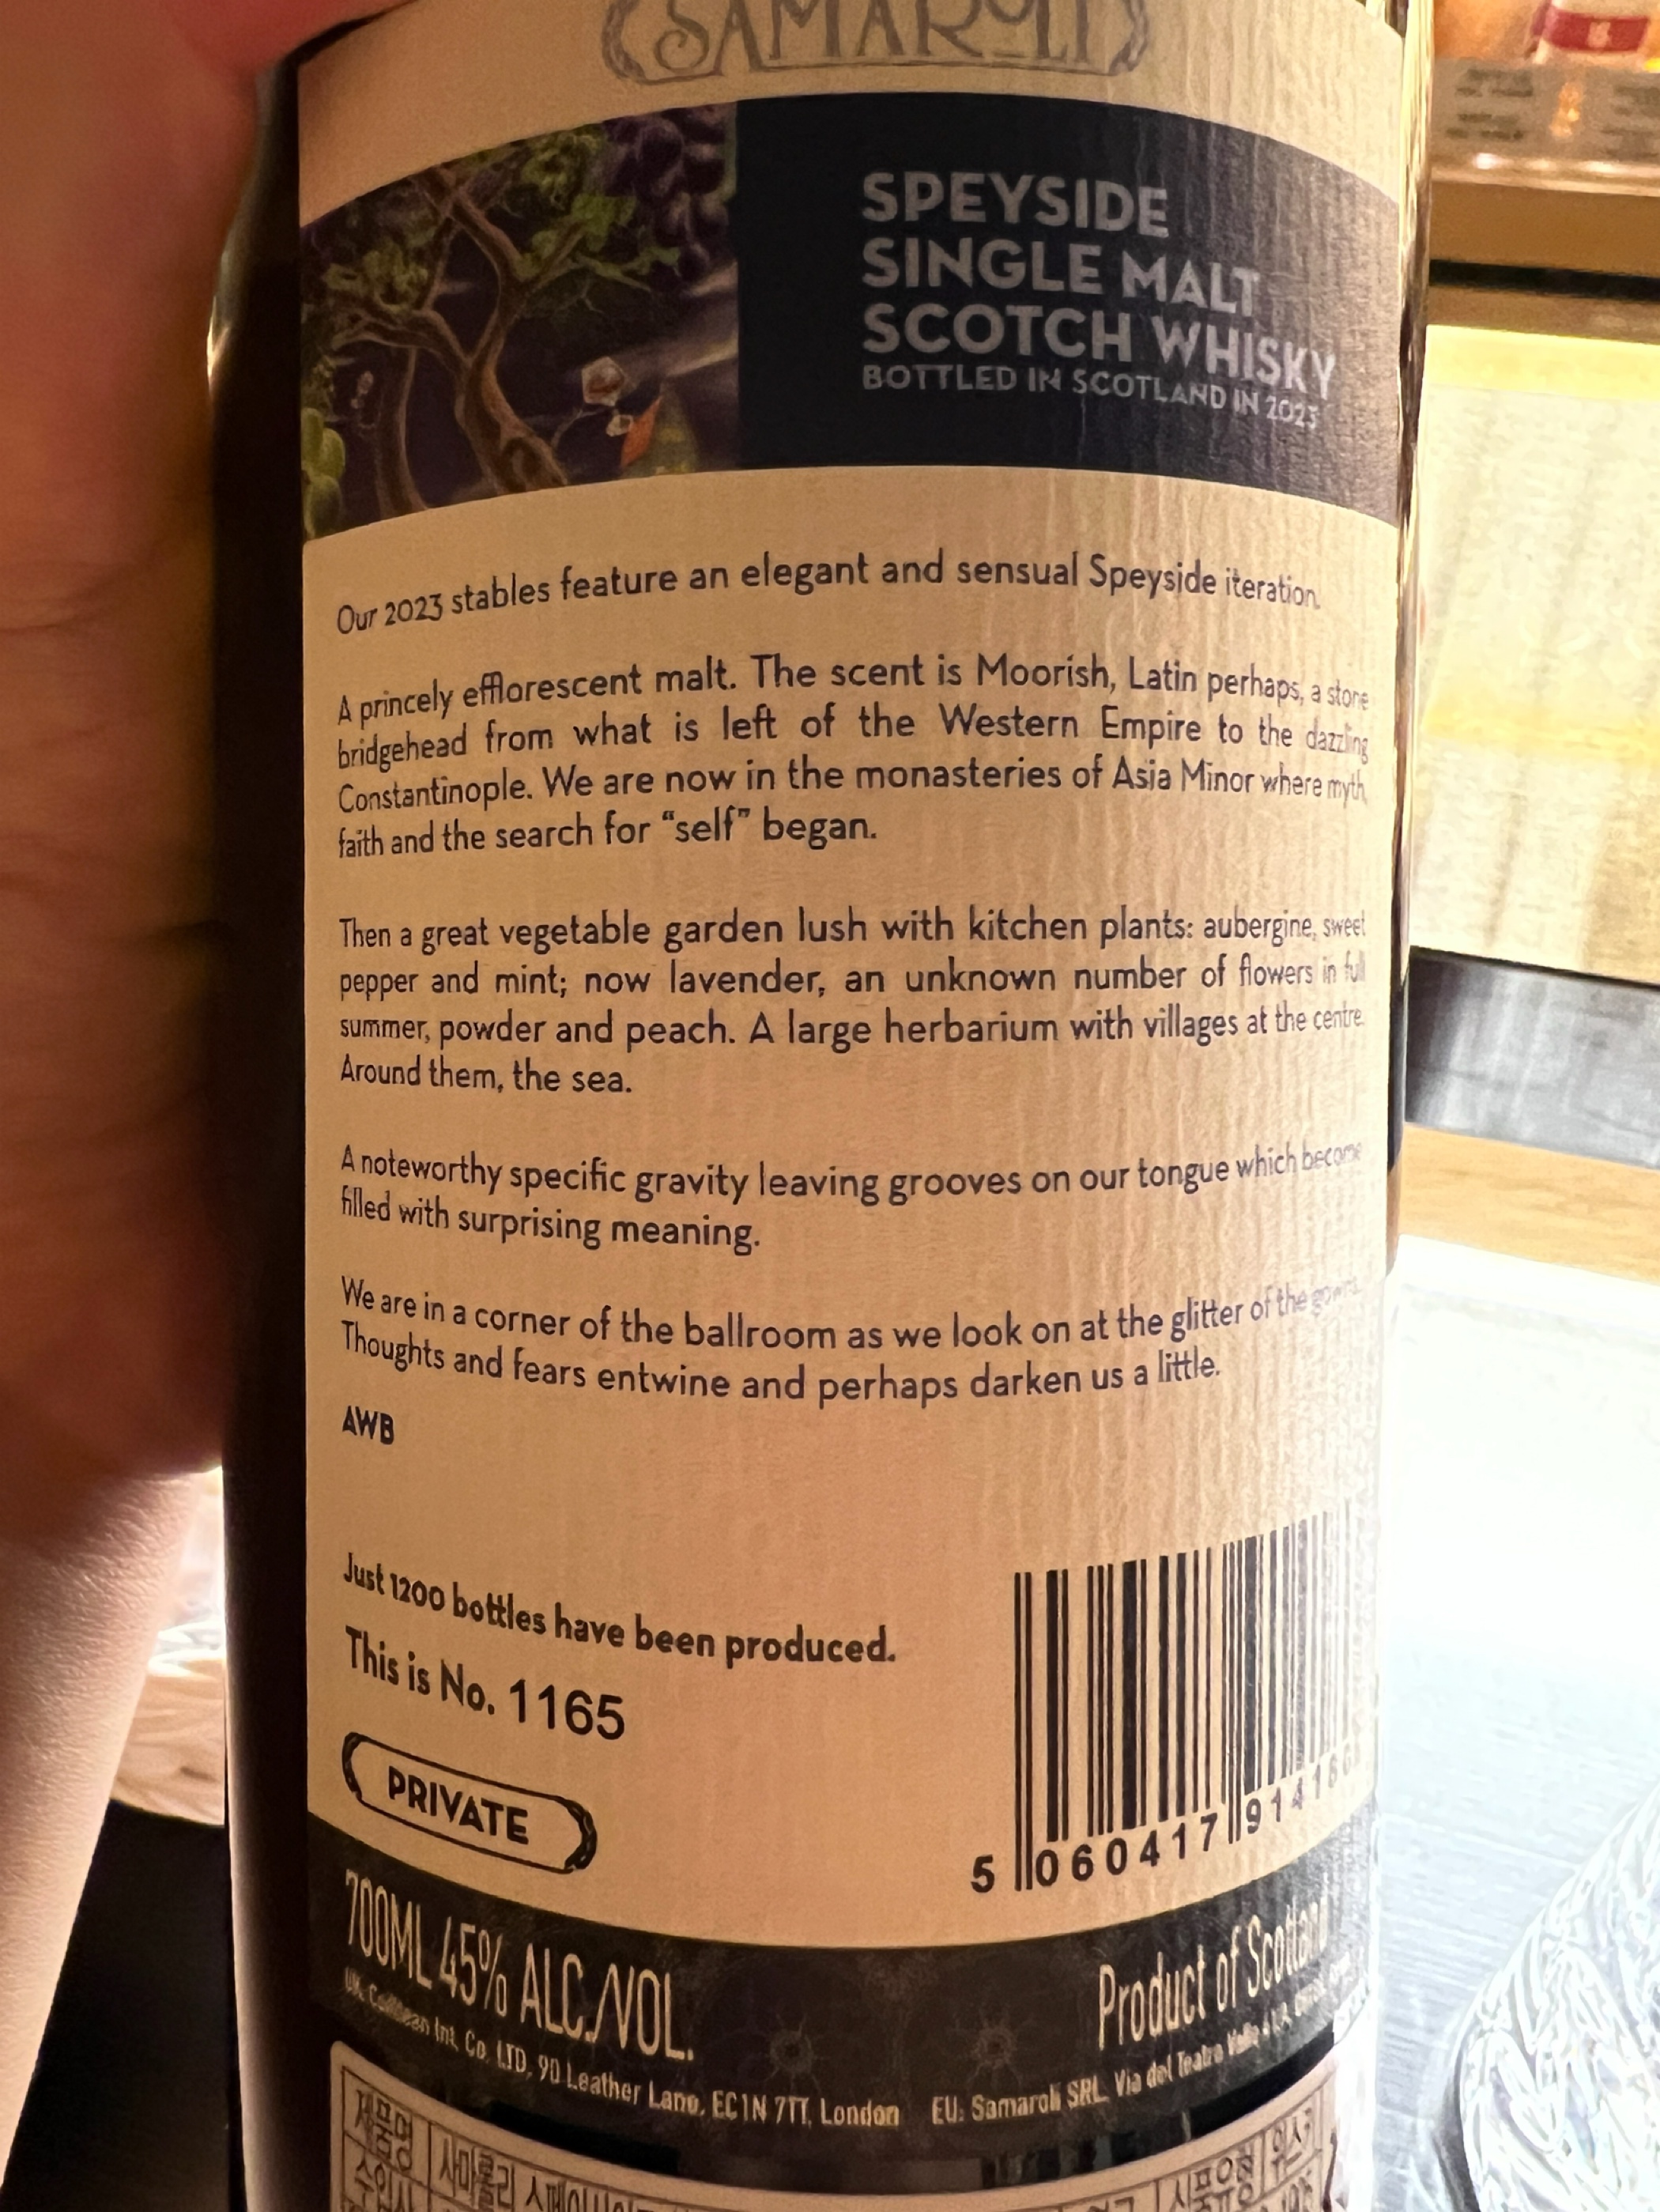 SAMAROLI
SPEYSIDE
SINGLE MALT
SCOTCH WHISKY
BOTTLED IN SCOTLAND IN 2023
Our 2023 stables feature an elegant and sensual Speyside iteration.
A princely efflorescent malt. The scent is Moorish, Latin perhaps, a stone
bridgehead from what is left of the Western Empire to the dazzling
Constantinople. We are now in the monasteries of Asia Minor where myth,
faith and the search for “self” began.
Then a great vegetable garden lush with kitchen plants: aubergine, sweet
pepper and mint; now lavender, an unknown number of flowers in full
summer, powder and peach. A large herbarium with villages at the centre.
Around them, the sea.
A noteworthy specific gravity leaving grooves on our tongue which become
filled with surprising meaning.
We are in a corner of the ballroom as we look on at the glitter of the
Thoughts and fears entwine and perhaps darken us a little.
AWB
Just 1200 bottles have been produced.
This is No. 1165
PRIVATE
5 060417 91416
700ML 45% ALC./VOL.
Product of Scotland
UK: Int. Co. LTD, 90 Leather Lane, EC1N 7TT, London EU: Samaroli SRL. Via del Teatro
제품명 사마롤리 식품유형 위스키
수입사